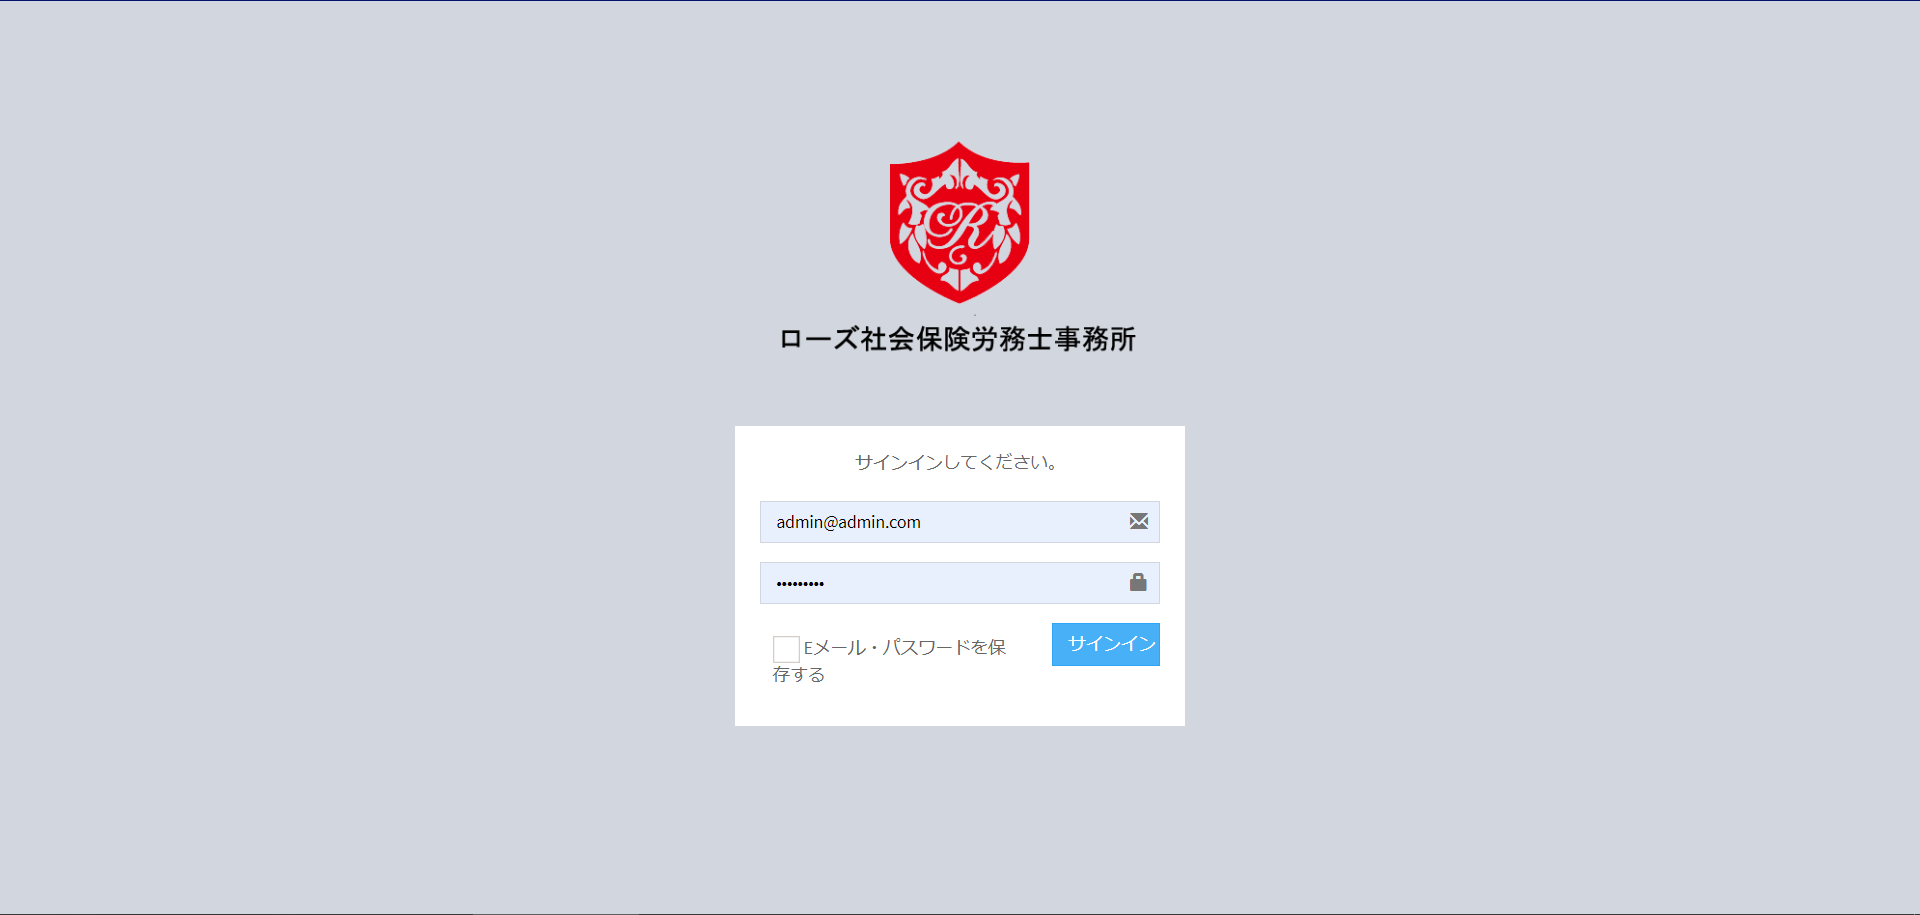 R
ローズ社会保険労務士事務所
サインインしてください。
admin@admin.com
•••••••••
Eメール・パスワードを保
存する
サインイン